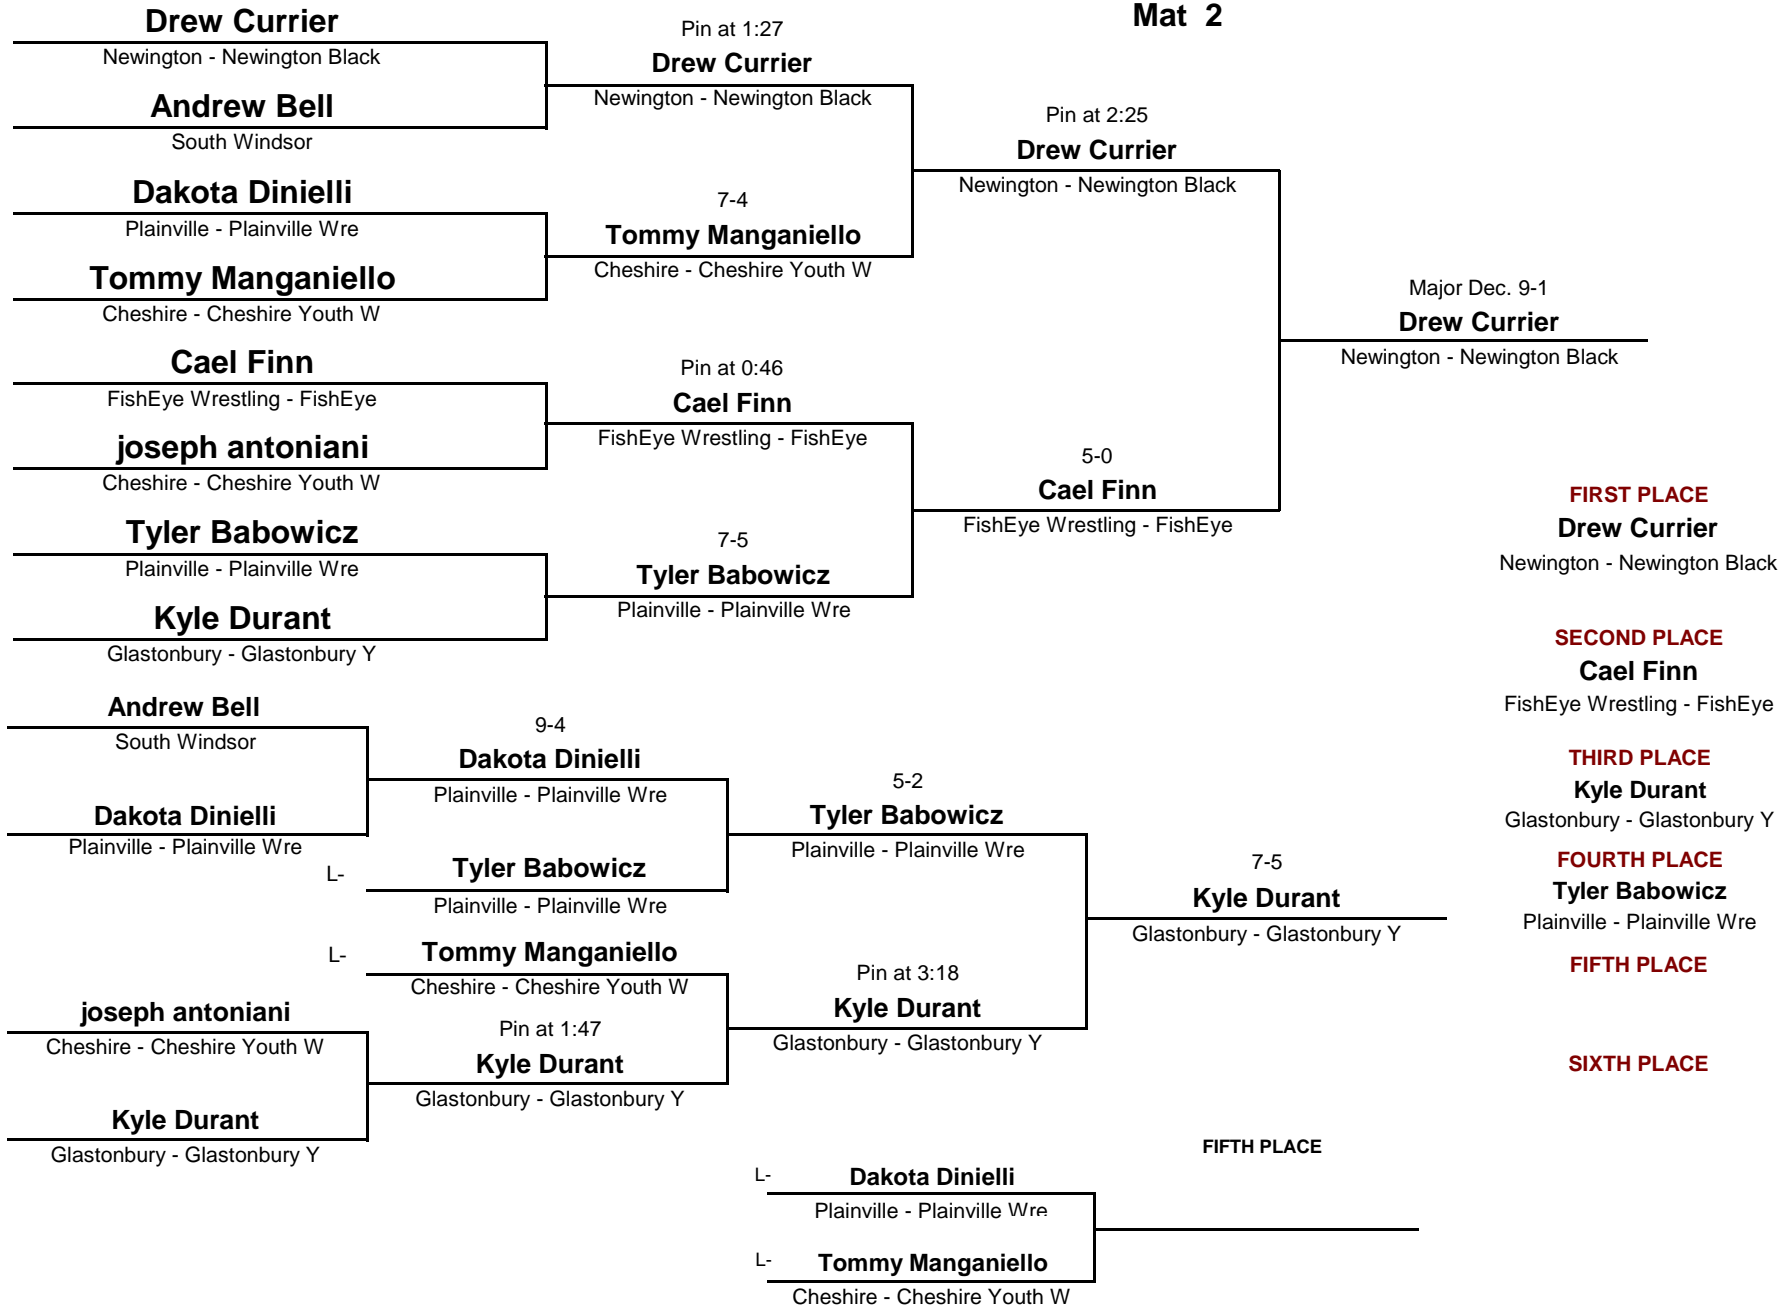 Mat  2
Drew Currier
Newington - Newington Black
Andrew Bell
South Windsor
Dakota Dinielli
Plainville - Plainville Wre
Tommy Manganiello
Cheshire - Cheshire Youth W
Cael Finn
FishEye Wrestling - FishEye
joseph antoniani
Cheshire - Cheshire Youth W
Tyler Babowicz
Plainville - Plainville Wre
Kyle Durant
Glastonbury - Glastonbury Y
Pin at 1:27
Drew Currier
Newington - Newington Black
7-4
Tommy Manganiello
Cheshire - Cheshire Youth W
Pin at 0:46
Cael Finn
FishEye Wrestling - FishEye
7-5
Tyler Babowicz
Plainville - Plainville Wre
Pin at 2:25
Drew Currier
Newington - Newington Black
5-0
Cael Finn
FishEye Wrestling - FishEye
Major Dec. 9-1
Drew Currier
Newington - Newington Black
Andrew Bell
South Windsor
Dakota Dinielli
Plainville - Plainville Wre
joseph antoniani
Cheshire - Cheshire Youth W
Kyle Durant
Glastonbury - Glastonbury Y
9-4
Dakota Dinielli
Plainville - Plainville Wre
L-
Tyler Babowicz
Plainville - Plainville Wre
L-
Tommy Manganiello
Cheshire - Cheshire Youth W
Pin at 1:47
Kyle Durant
Glastonbury - Glastonbury Y
5-2
Tyler Babowicz
Plainville - Plainville Wre
Pin at 3:18
Kyle Durant
Glastonbury - Glastonbury Y
7-5
Kyle Durant
Glastonbury - Glastonbury Y
FIRST PLACE
Drew Currier
Newington - Newington Black
SECOND PLACE
Cael Finn
FishEye Wrestling - FishEye
THIRD PLACE
Kyle Durant
Glastonbury - Glastonbury Y
FOURTH PLACE
Tyler Babowicz
Plainville - Plainville Wre
FIFTH PLACE
SIXTH PLACE
FIFTH PLACE
L-
Dakota Dinielli
Plainville - Plainville Wre
L-
Tommy Manganiello
Cheshire - Cheshire Youth W